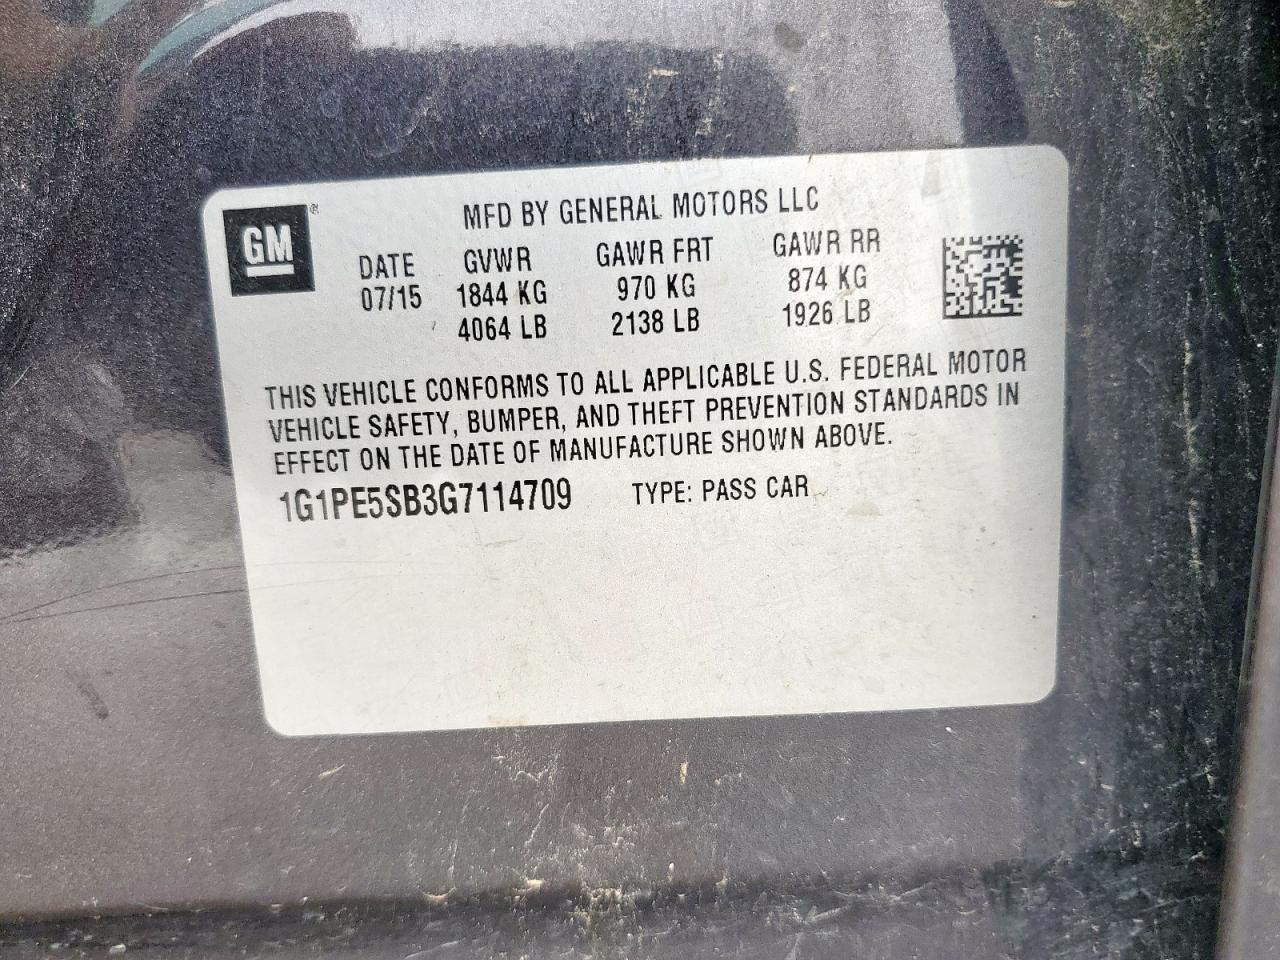 GM
®
MFD BY GENERAL MOTORS LLC
DATE GVWR GAWR FRT GAWR RR
07/15 1844 KG 970 KG 874 KG
4064 LB 2138 LB 1926 LB
THIS VEHICLE CONFORMS TO ALL APPLICABLE U.S. FEDERAL MOTOR
VEHICLE SAFETY, BUMPER, AND THEFT PREVENTION STANDARDS IN
EFFECT ON THE DATE OF MANUFACTURE SHOWN ABOVE.
1G1PE5SB3G7114709 TYPE: PASS CAR